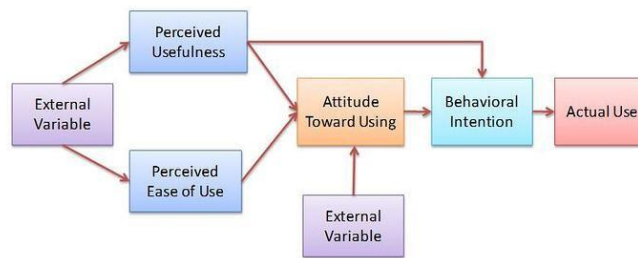 Perceived
Usefulness
External
Variable
Attitude
Toward Using
Behavioral
Intention
Actual Use
Perceived
Ease of Use
External
Variable